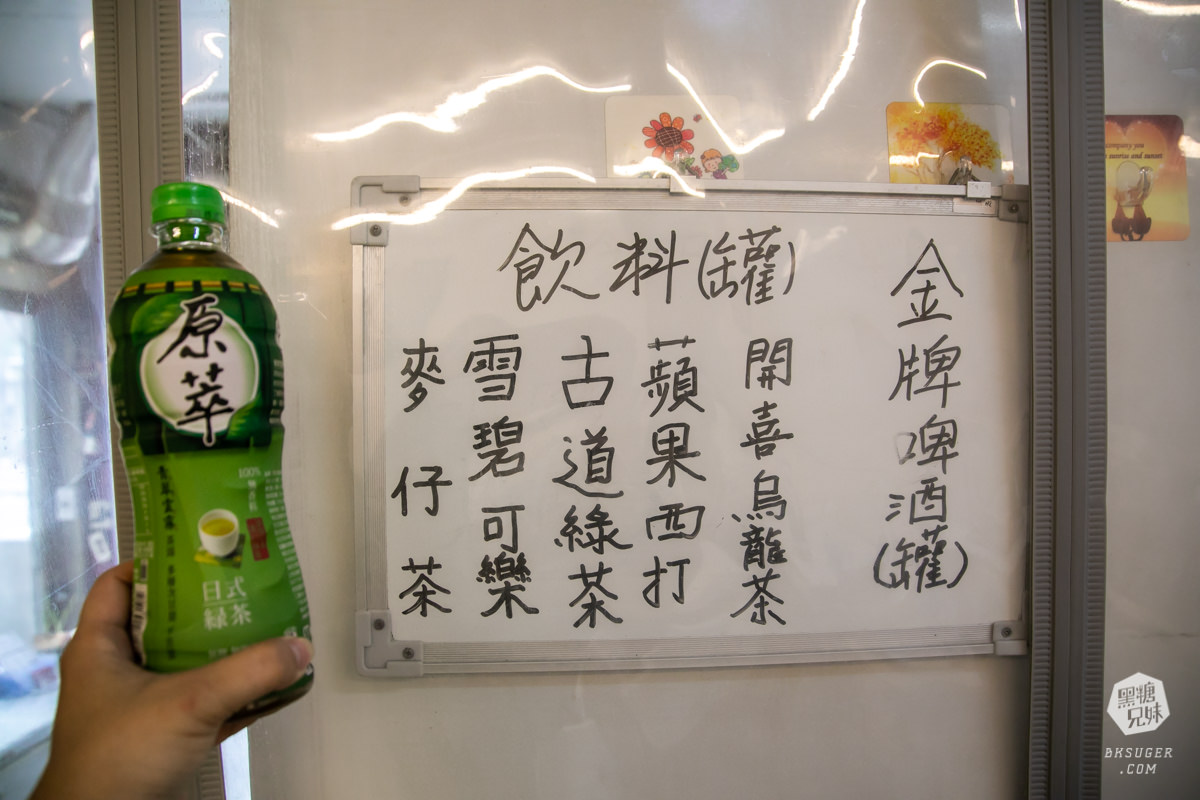 飲料(罐)
金牌啤酒(罐)
開喜烏龍茶
蘋果西打
古道綠茶
雪碧可樂
麥仔茶
原萃
100%
日式
綠茶
黑糖
兄妹
BKSUGER
.COM